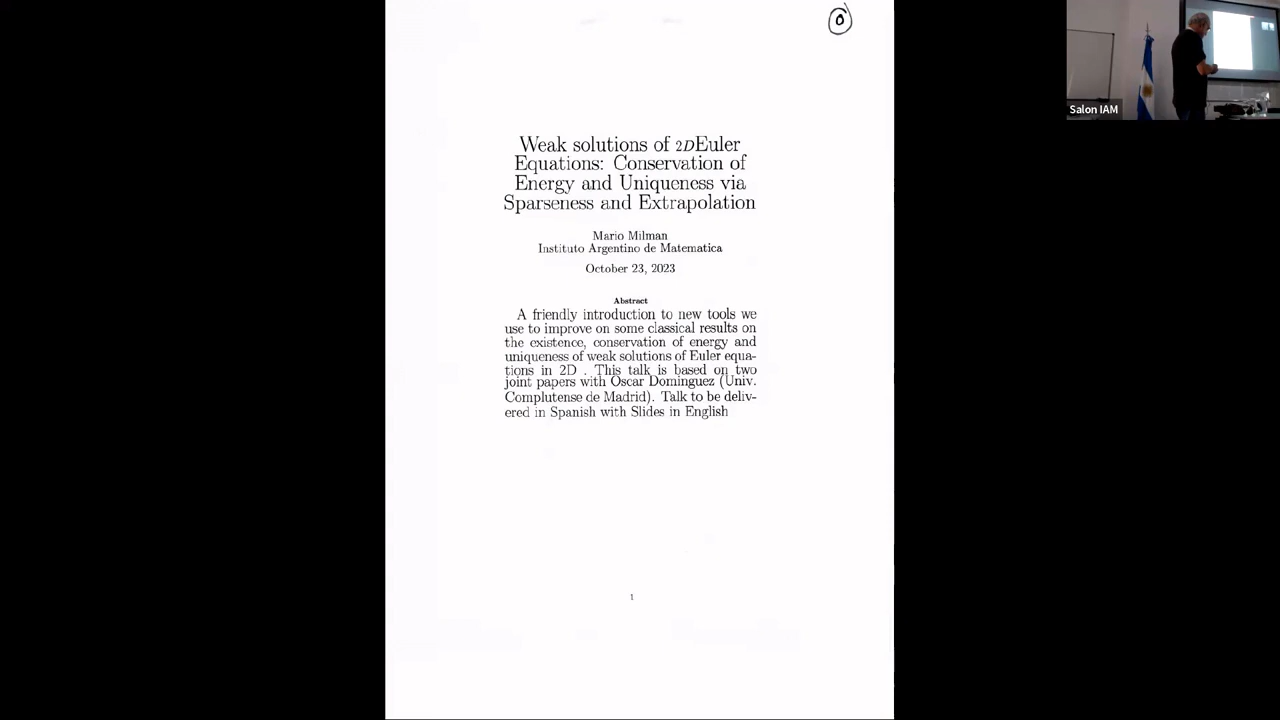 0
Weak solutions of 2DEuler
Equations: Conservation of
Energy and Uniqueness via
Sparseness and Extrapolation
Mario Milman
Instituto Argentino de Matematica
October 23, 2023
Abstract
A friendly introduction to new tools we
use to improve on some classical results on
the existence, conservation of energy and
uniqueness of weak solutions of Euler equa-
tions in 2D . This talk is based on two
joint papers with Oscar Dominguez (Univ.
Complutense de Madrid). Talk to be deliv-
ered in Spanish with Slides in English
1
Salon IAM